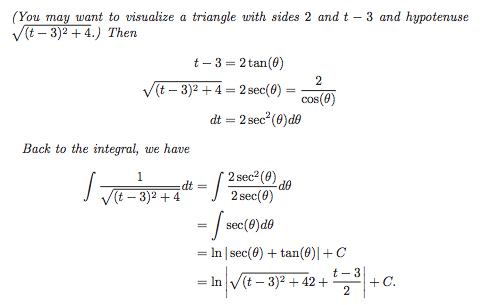 (You may want to visualize a triangle with sides 2 and t − 3 and hypotenuse
√((t − 3)² + 4).) Then
t − 3 = 2 tan(θ)
√((t − 3)² + 4) = 2 sec(θ) = 2/cos(θ)
dt = 2 sec²(θ)dθ
Back to the integral, we have
∫ 1/√((t − 3)² + 4) dt = ∫ 2 sec²(θ)/2 sec(θ) dθ
= ∫ sec(θ)dθ
= ln | sec(θ) + tan(θ)| + C
= ln |√((t − 3)² + 4)2 + (t − 3)/2| + C.